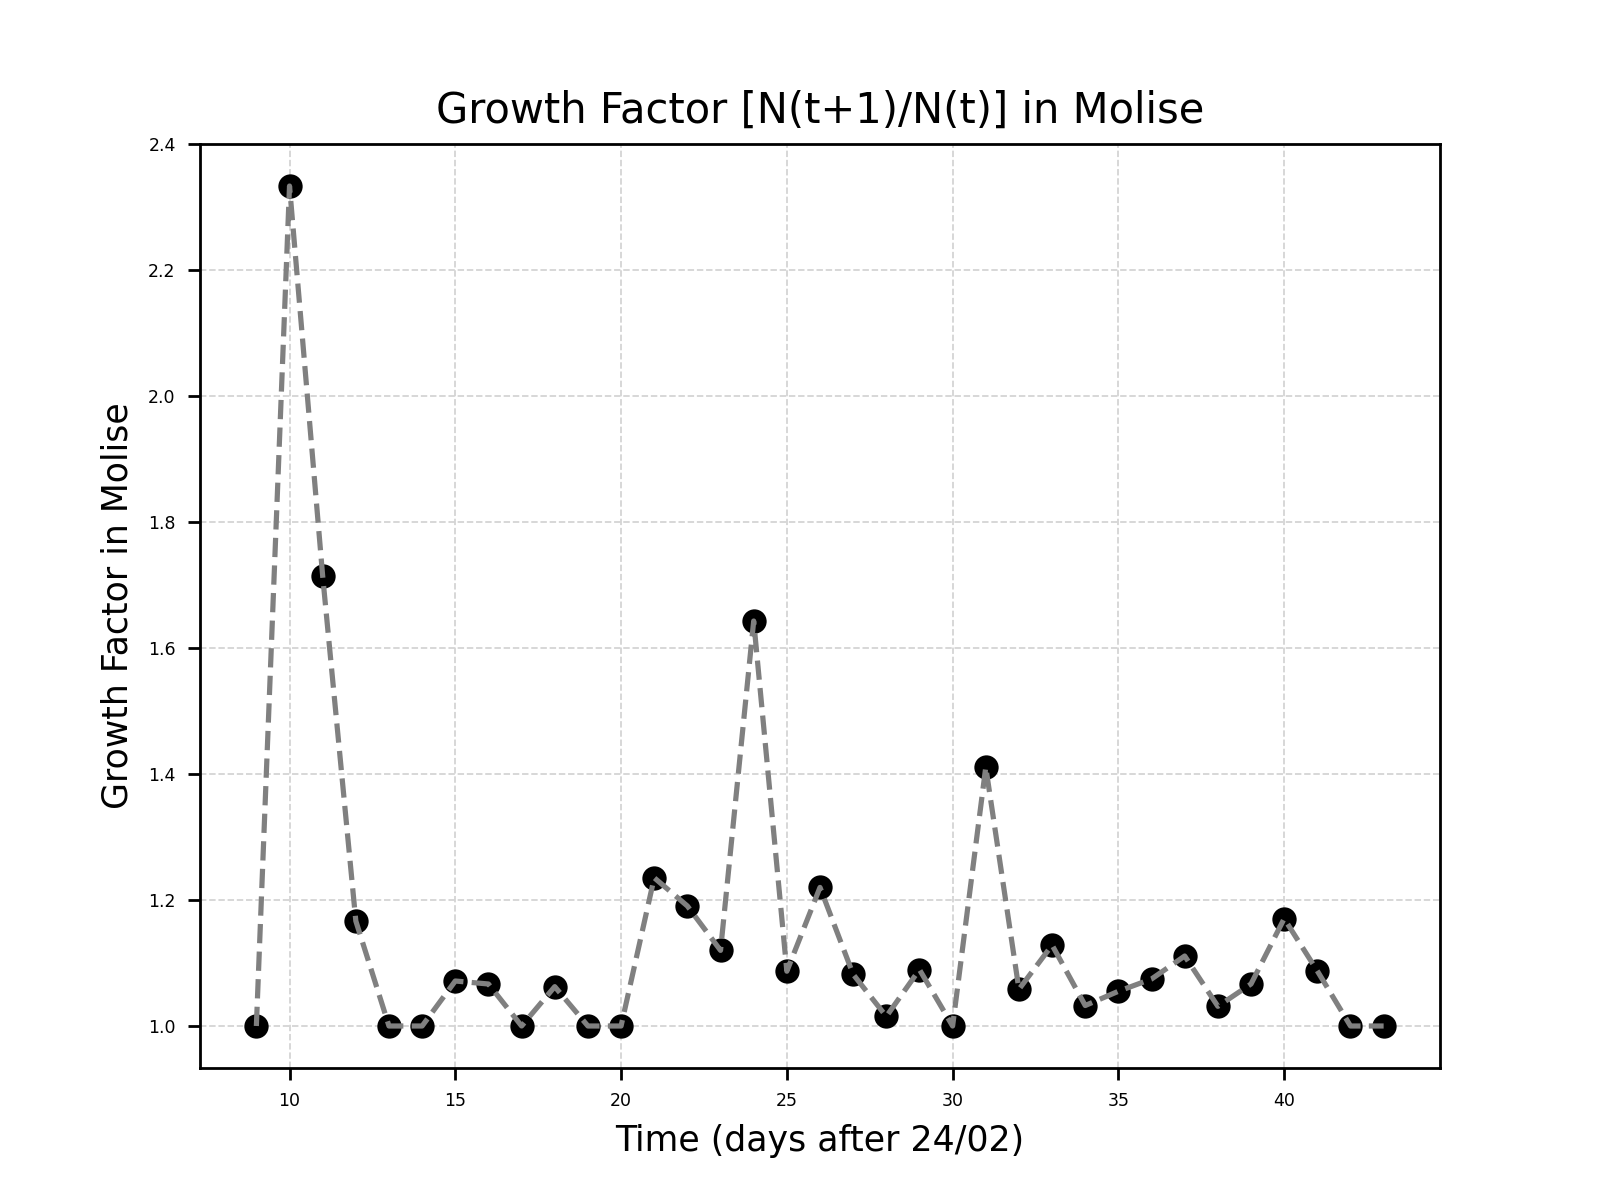 Growth Factor [N(t+1)/N(t)] in Molise
Growth Factor in Molise
2.4
2.2
2.0
1.8
1.6
1.4
1.2
1.0
10 15 20 25 30 35 40
Time (days after 24/02)